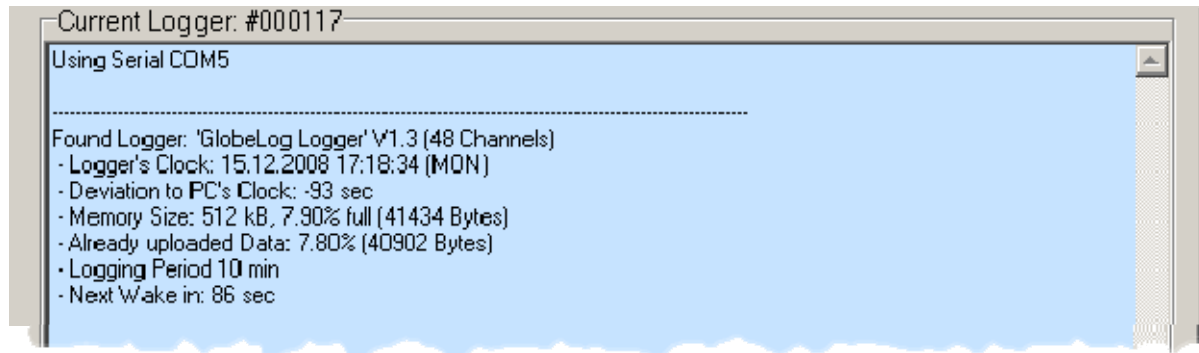 Current Logger: #000117
Using Serial COM5
--------------------------------------------------------------------------------
Found Logger: 'GlobeLog Logger' V1.3 (48 Channels)
- Logger's Clock: 15.12.2008 17:18:34 (MON)
- Deviation to PC's Clock: -93 sec
- Memory Size: 512 kB, 7.90% full (41434 Bytes)
- Already uploaded Data: 7.80% (40902 Bytes)
- Logging Period 10 min
- Next Wake in: 86 sec